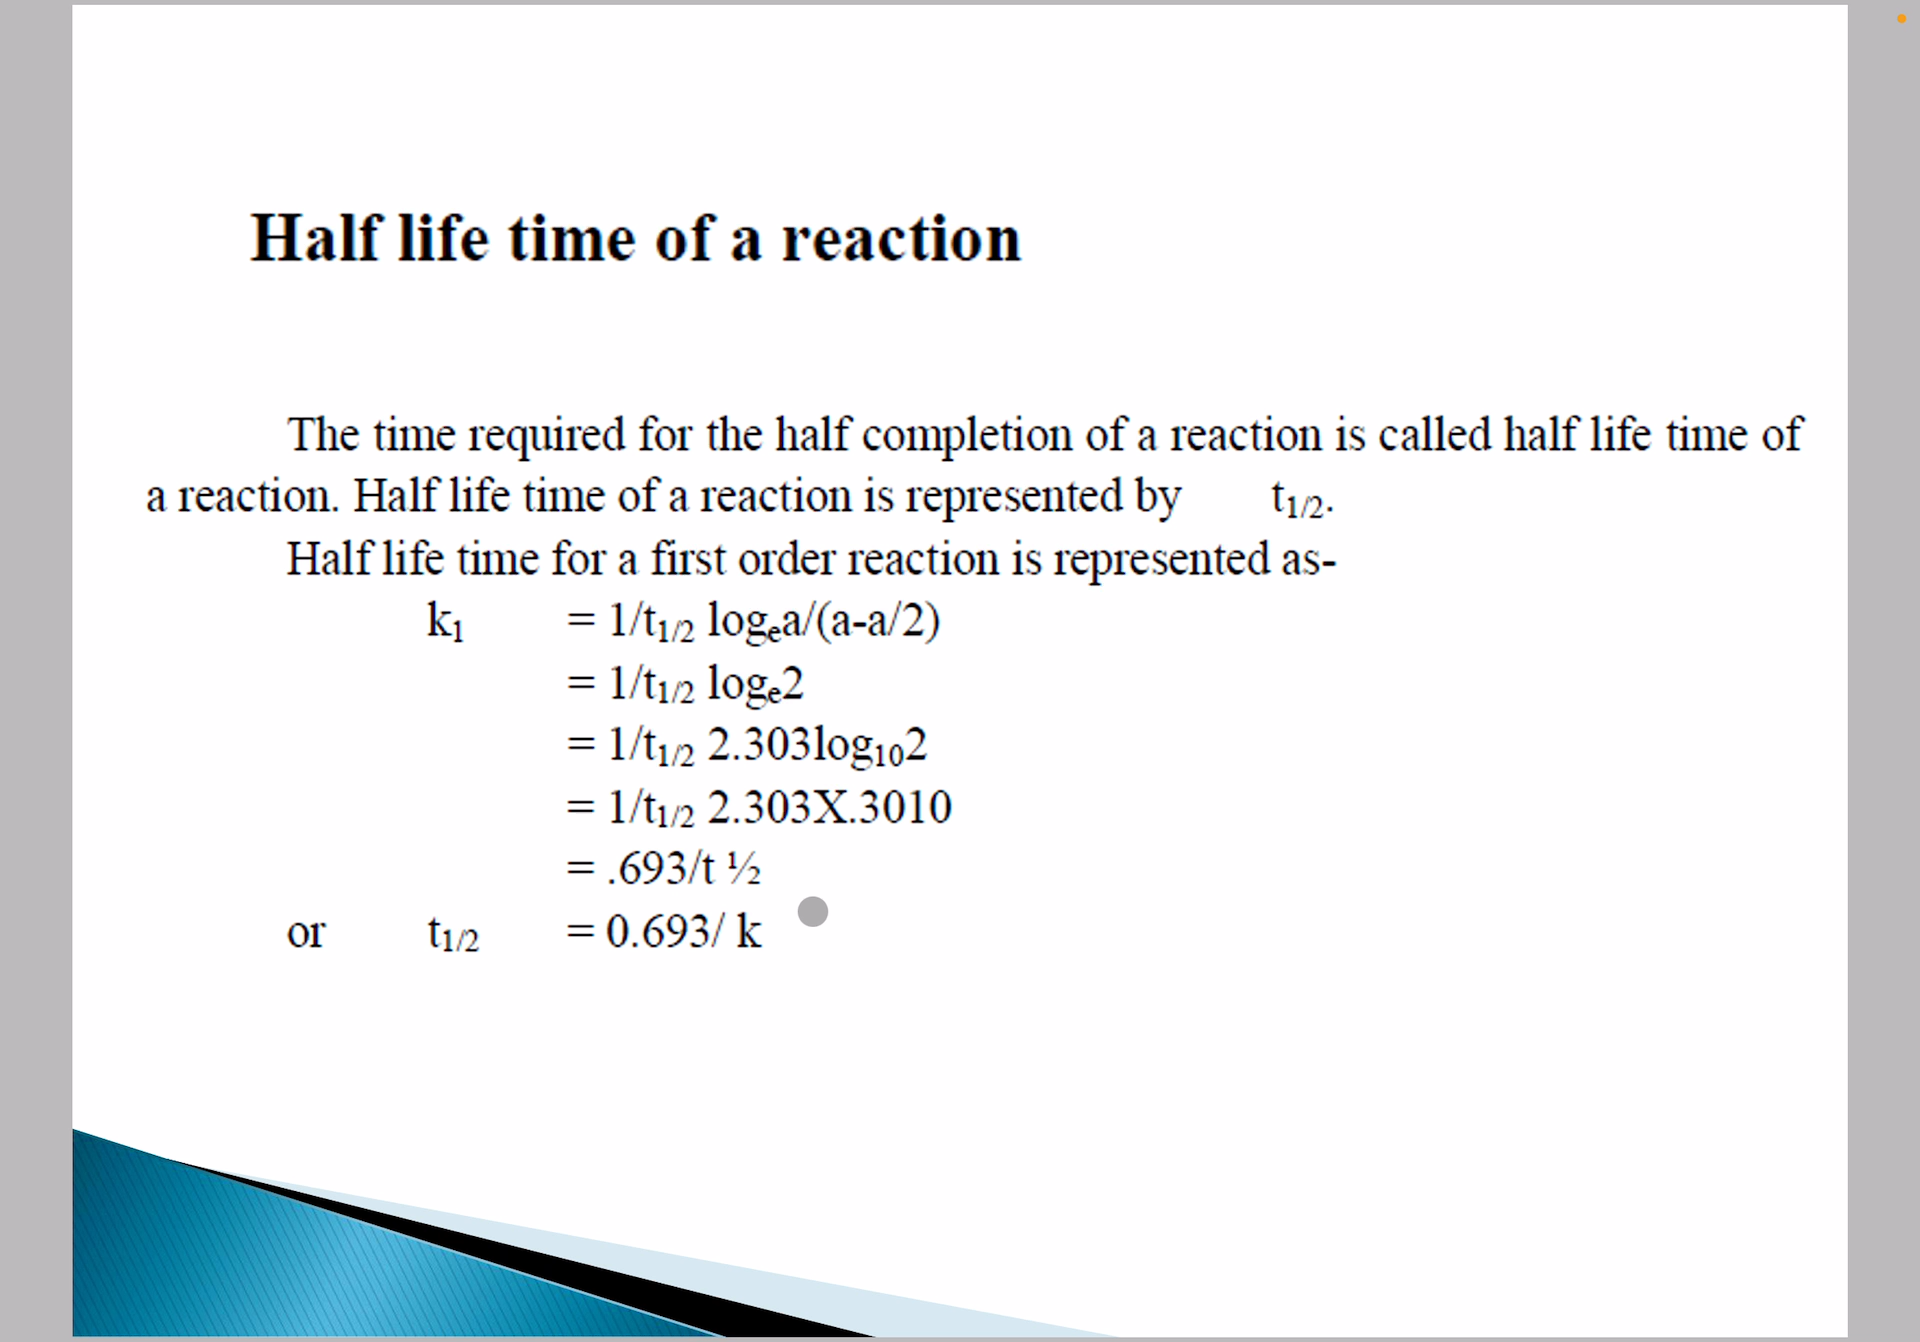 Half life time of a reaction
The time required for the half completion of a reaction is called half life time of
a reaction. Half life time of a reaction is represented by t₁/₂.
Half life time for a first order reaction is represented as-
k₁ = 1/t₁/₂ logₑa/(a-a/2)
= 1/t₁/₂ logₑ2
= 1/t₁/₂ 2.303log₁₀2
= 1/t₁/₂ 2.303X.3010
= .693/t ½
or t₁/₂ = 0.693/ k